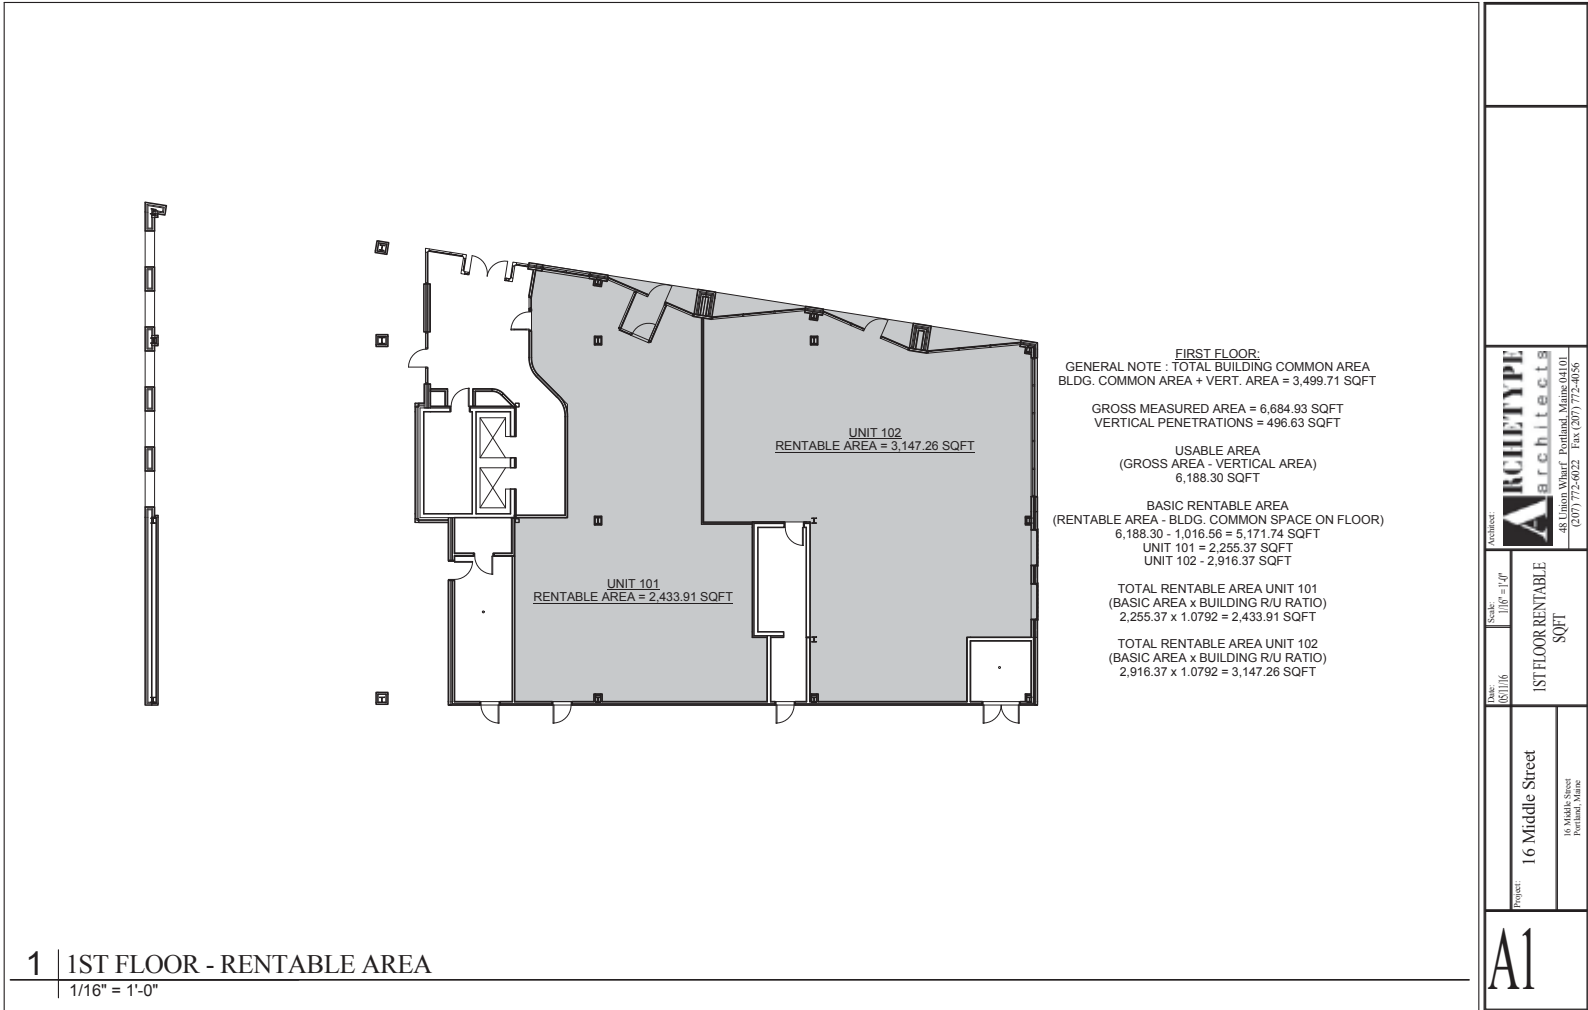 UNIT 102
RENTABLE AREA = 3,147.26 SQFT
UNIT 101
RENTABLE AREA = 2,433.91 SQFT
FIRST FLOOR:
GENERAL NOTE : TOTAL BUILDING COMMON AREA
BLDG. COMMON AREA + VERT. AREA = 3,499.71 SQFT
GROSS MEASURED AREA = 6,684.93 SQFT
VERTICAL PENETRATIONS = 496.63 SQFT
USABLE AREA
(GROSS AREA - VERTICAL AREA)
6,188.30 SQFT
BASIC RENTABLE AREA
(RENTABLE AREA - BLDG. COMMON SPACE ON FLOOR)
6,188.30 - 1,016.56 = 5,171.74 SQFT
UNIT 101 = 2,255.37 SQFT
UNIT 102 - 2,916.37 SQFT
TOTAL RENTABLE AREA UNIT 101
(BASIC AREA x BUILDING R/U RATIO)
2,255.37 x 1.0792 = 2,433.91 SQFT
TOTAL RENTABLE AREA UNIT 102
(BASIC AREA x BUILDING R/U RATIO)
2,916.37 x 1.0792 = 3,147.26 SQFT
1
1ST FLOOR - RENTABLE AREA
1/16" = 1'-0"
Architect:
ARCHETYPE
architects
48 Union Wharf Portland, Maine 04101
(207) 772-6022 Fax (207) 772-4056
Scale:
1/16" = 1'-0"
Date:
05/11/16
1ST FLOOR RENTABLE
SQFT
Project:
16 Middle Street
16 Middle Street
Portland, Maine
A1